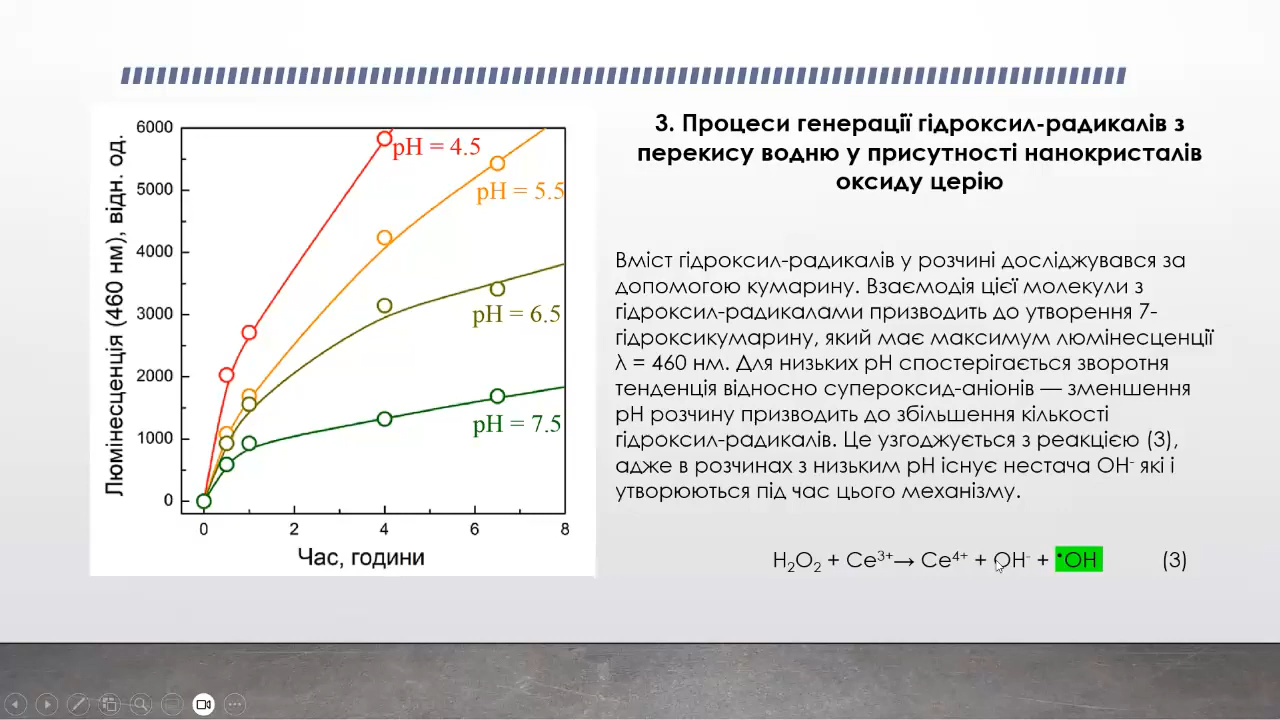 3. Процеси генерації гідроксил-радикалів з
перекису водню у присутності нанокристалів
оксиду церію
Люмінесценція (460 нм), відн. од.
6000
5000
4000
3000
2000
1000
0
0 2 4 6 8
Час, години
pH = 4.5
pH = 5.5
pH = 6.5
pH = 7.5
Вміст гідроксил-радикалів у розчині досліджувався за
допомогою кумарину. Взаємодія цієї молекули з
гідроксил-радикалами призводить до утворення 7-
гідроксикумарину, який має максимум люмінесценції
λ = 460 нм. Для низьких рН спостерігається зворотня
тенденція відносно супероксид-аніонів — зменшення
рН розчину призводить до збільшення кількості
гідроксил-радикалів. Це узгоджується з реакцією (3),
адже в розчинах з низьким рН існує нестача OH⁻ які і
утворюються під час цього механізму.
H₂O₂ + Ce³⁺→ Ce⁴⁺ + OH⁻ + •OH (3)